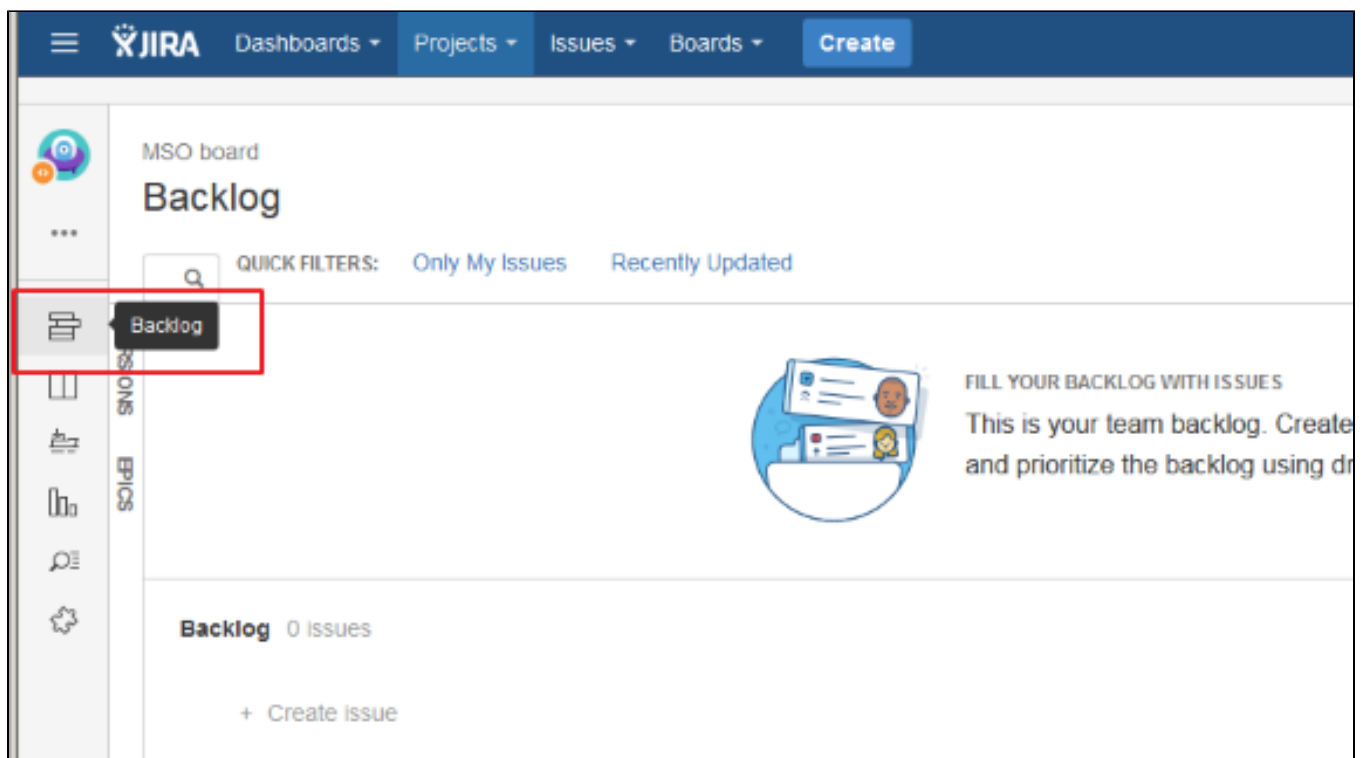 JIRA Dashboards Projects Issues Boards Create
MSO board
Backlog
QUICK FILTERS: Only My Issues Recently Updated
Backlog
EPICS
FILL YOUR BACKLOG WITH ISSUES
This is your team backlog. Create
and prioritize the backlog using
Backlog 0 issues
+ Create issue